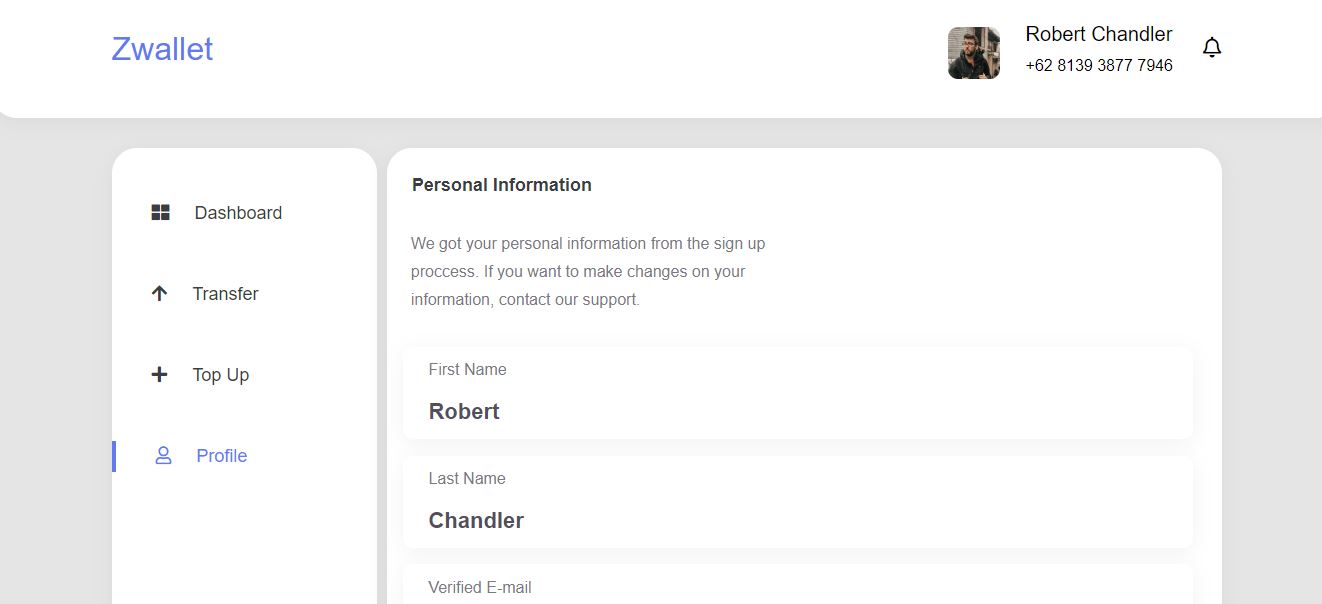 Zwallet
Robert Chandler
+62 8139 3877 7946
Dashboard
Transfer
Top Up
Profile
Personal Information
We got your personal information from the sign up
proccess. If you want to make changes on your
information, contact our support.
First Name
Robert
Last Name
Chandler
Verified E-mail